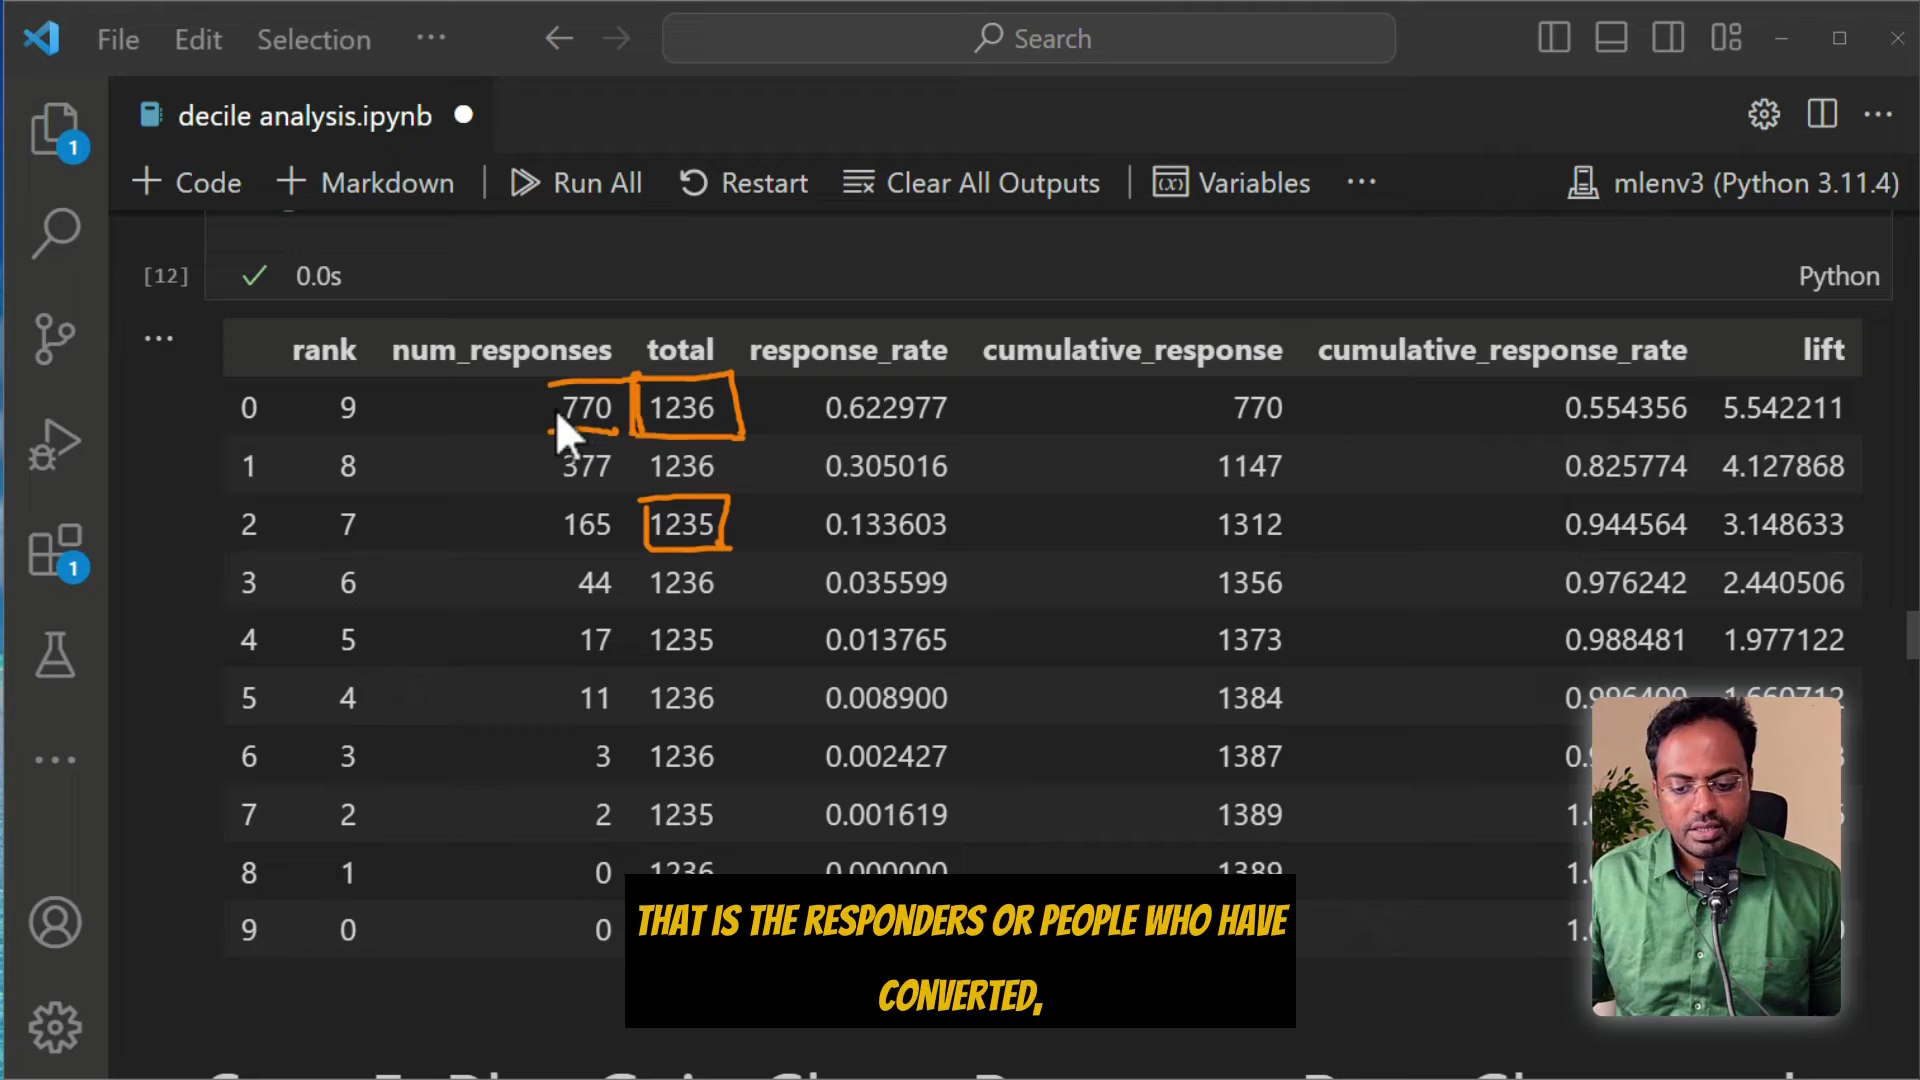 File Edit Selection ··· Search
decile analysis.ipynb
1
Code Markdown Run All Restart Clear All Outputs Variables ··· mlenv3 (Python 3.11.4)
[12] 0.0s Python
rank num_responses total response_rate cumulative_response cumulative_response_rate lift
0 9 770 1236 0.622977 770 0.554356 5.542211
1 8 377 1236 0.305016 1147 0.825774 4.127868
2 7 165 1235 0.133603 1312 0.944564 3.148633
1
3 6 44 1236 0.035599 1356 0.976242 2.440506
4 5 17 1235 0.013765 1373 0.988481 1.977122
5 4 11 1236 0.008900 1384
6 3 3 1236 0.002427 1387
7 2 2 1235 0.001619 1389
8 1 0 1236 0.000000 1389
9 0 0
THAT IS THE RESPONDERS OR PEOPLE WHO HAVE
CONVERTED,